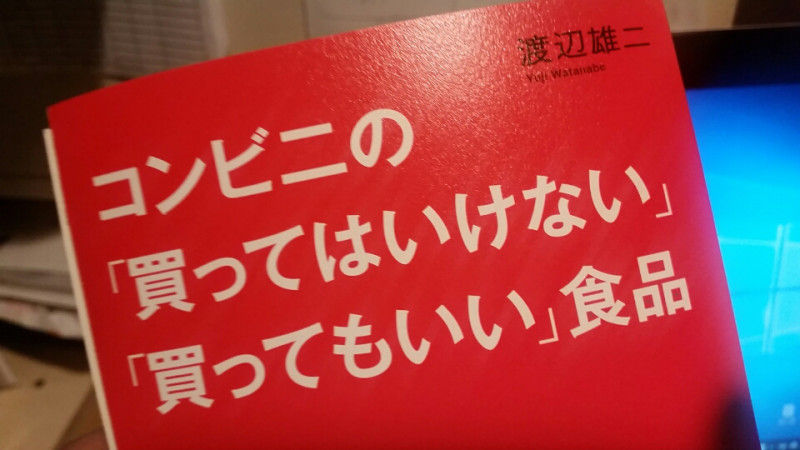 渡辺雄二
Yuji Watanabe
コンビニの
「買ってはいけない」
「買ってもいい」食品